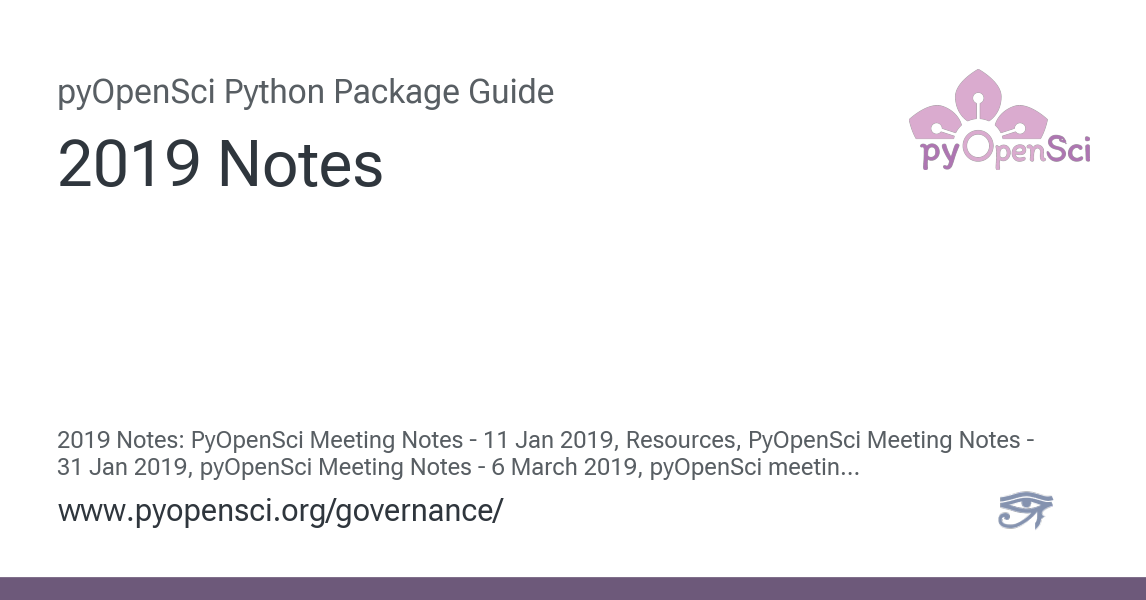 pyOpenSci Python Package Guide
2019 Notes
pyOpenSci
2019 Notes: PyOpenSci Meeting Notes - 11 Jan 2019, Resources, PyOpenSci Meeting Notes -
31 Jan 2019, pyOpenSci Meeting Notes - 6 March 2019, pyOpenSci meetin...
www.pyopensci.org/governance/